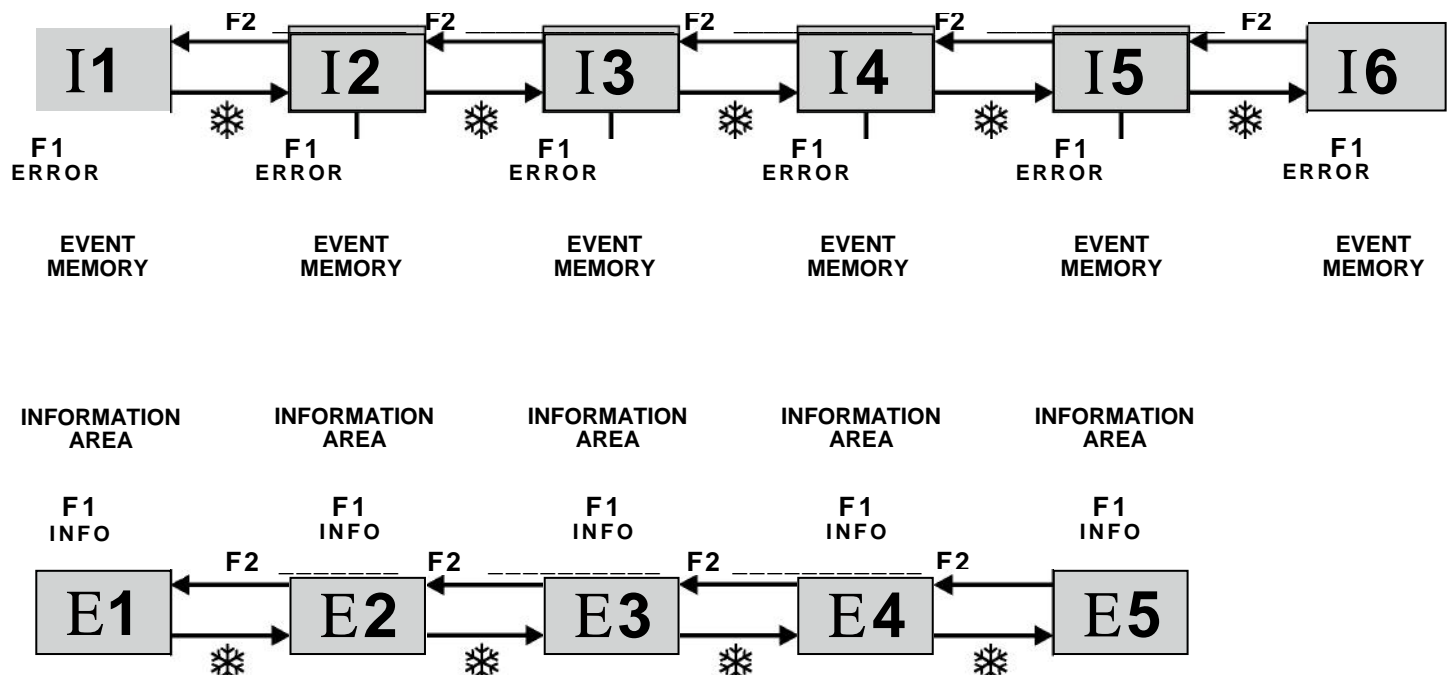 F2 F2 F2 F2 F2
I1 I2 I3 I4 I5 I6
F1 F1 F1 F1 F1 F1
ERROR ERROR ERROR ERROR ERROR ERROR
EVENT EVENT EVENT EVENT EVENT EVENT
MEMORY MEMORY MEMORY MEMORY MEMORY MEMORY
INFORMATION INFORMATION INFORMATION INFORMATION INFORMATION
AREA AREA AREA AREA AREA
F1 F1 F1 F1 F1
INFO INFO INFO INFO INFO
F2 F2 F2 F2
E1 E2 E3 E4 E5